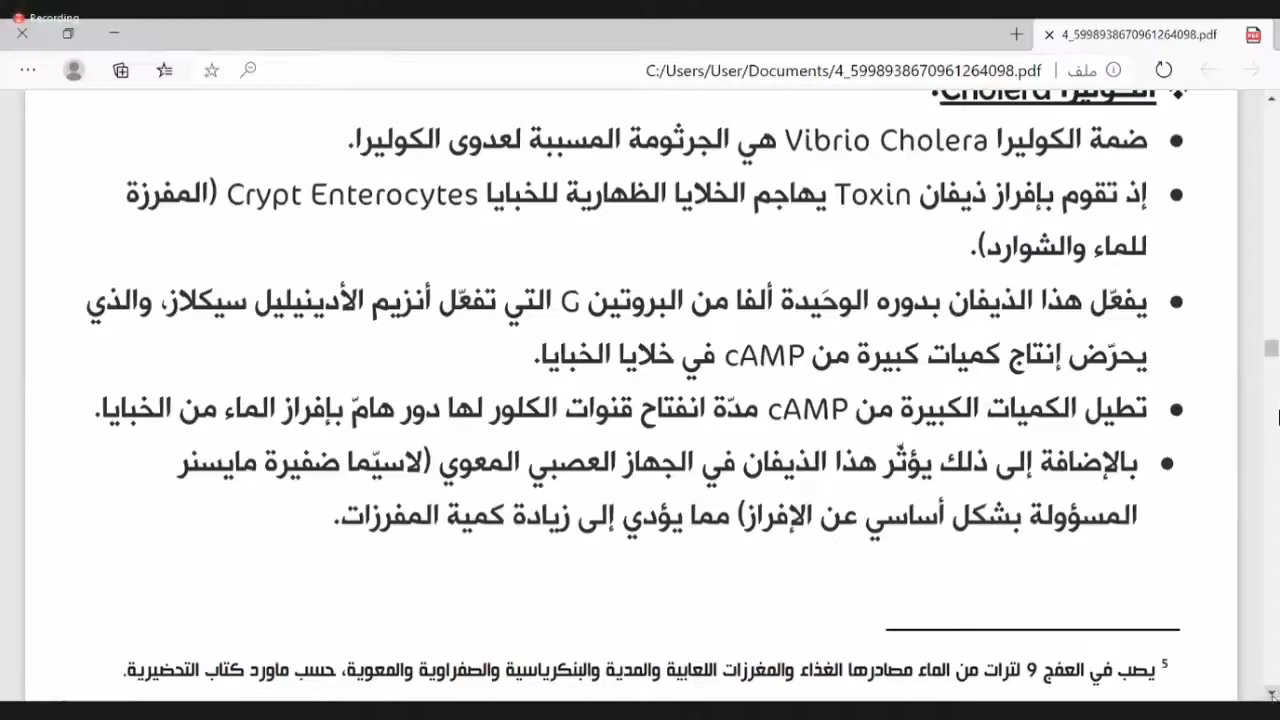 Recording
4_5998938670961264098.pdf
C:/Users/User/Documents/4_5998938670961264098.pdf | ملف
الكوليرا Cholera:
• ضمة الكوليرا Vibrio Cholera هي الجرثومة المسببة لعدوى الكوليرا.
• إذ تقوم بإفراز ذيفان Toxin يهاجم الخلايا الظهارية للخبايا Crypt Enterocytes (المفرزة
للماء والشوارد).
• يفعّل هذا الذيفان بدوره الوحَيدة ألفا من البروتين G التي تفعّل أنزيم الأدينيليل سيكلاز، والذي
يحرّض إنتاج كميات كبيرة من cAMP في خلايا الخبايا.
• تطيل الكميات الكبيرة من cAMP مدّة انفتاح قنوات الكلور لها دور هامّ بإفراز الماء من الخبايا.
• بالإضافة إلى ذلك يؤثّر هذا الذيفان في الجهاز العصبي المعوي (لاسيّما ضفيرة مايسنر
المسؤولة بشكل أساسي عن الإفراز) مما يؤدي إلى زيادة كمية المفرزات.
5 يصب في العفج 9 لترات من الماء مصادرها الغذاء والمغرزات اللعابية والمدية والبنكرياسية والصفراوية والمعوية، حسب ماورد كتاب التحضيرية.